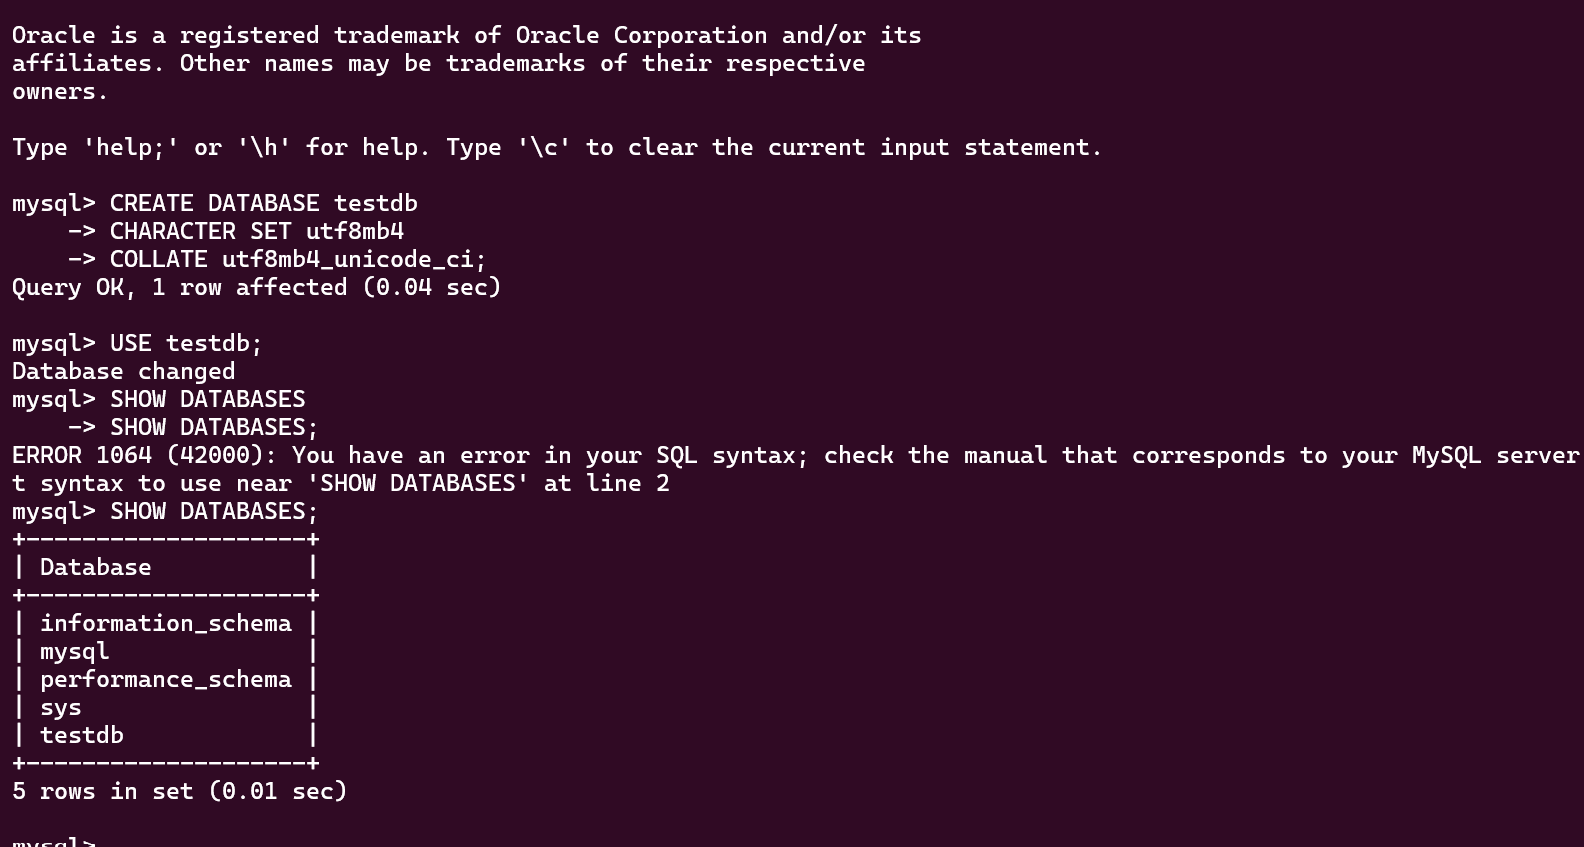 Oracle is a registered trademark of Oracle Corporation and/or its
affiliates. Other names may be trademarks of their respective
owners.

Type 'help;' or '\h' for help. Type '\c' to clear the current input statement.

mysql> CREATE DATABASE testdb
    -> CHARACTER SET utf8mb4
    -> COLLATE utf8mb4_unicode_ci;
Query OK, 1 row affected (0.04 sec)

mysql> USE testdb;
Database changed
mysql> SHOW DATABASES
    -> SHOW DATABASES;
ERROR 1064 (42000): You have an error in your SQL syntax; check the manual that corresponds to your MySQL server
t syntax to use near 'SHOW DATABASES' at line 2
mysql> SHOW DATABASES;
+--------------------+
| Database           |
+--------------------+
| information_schema |
| mysql              |
| performance_schema |
| sys                |
| testdb             |
+--------------------+
5 rows in set (0.01 sec)

mysql>